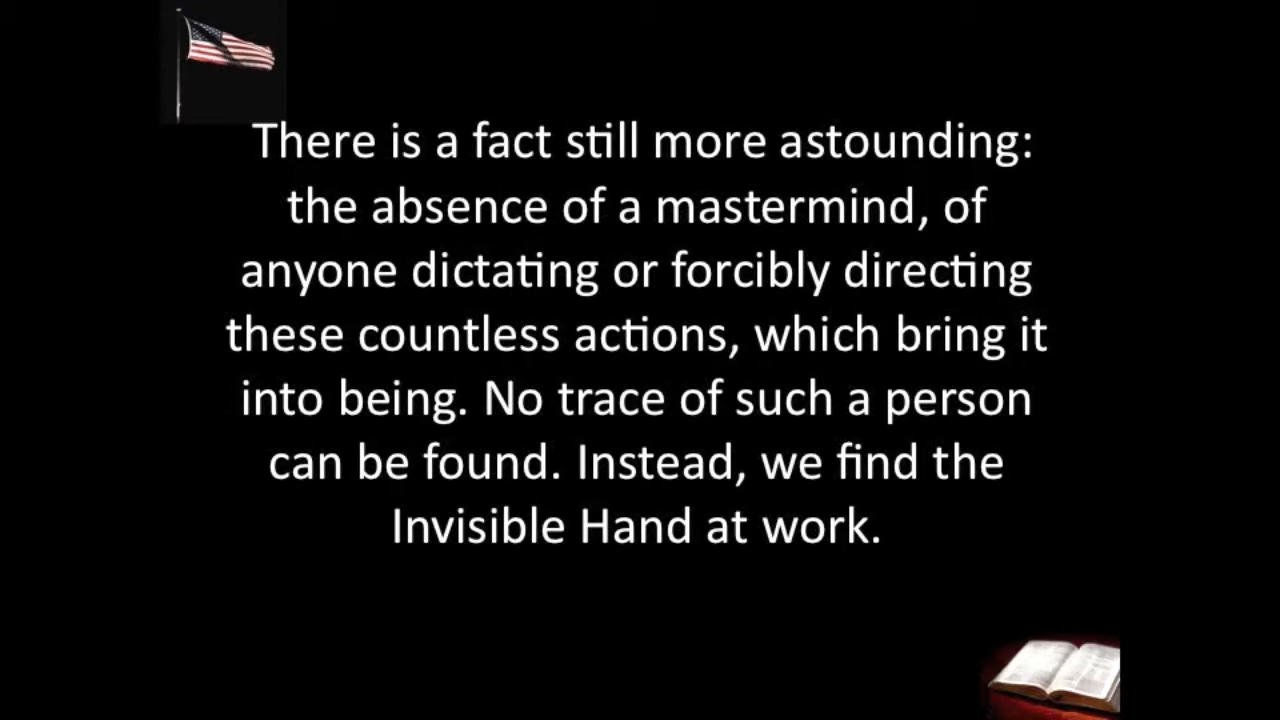 There is a fact still more astounding:
the absence of a mastermind, of
anyone dictating or forcibly directing
these countless actions, which bring it
into being. No trace of such a person
can be found. Instead, we find the
Invisible Hand at work.